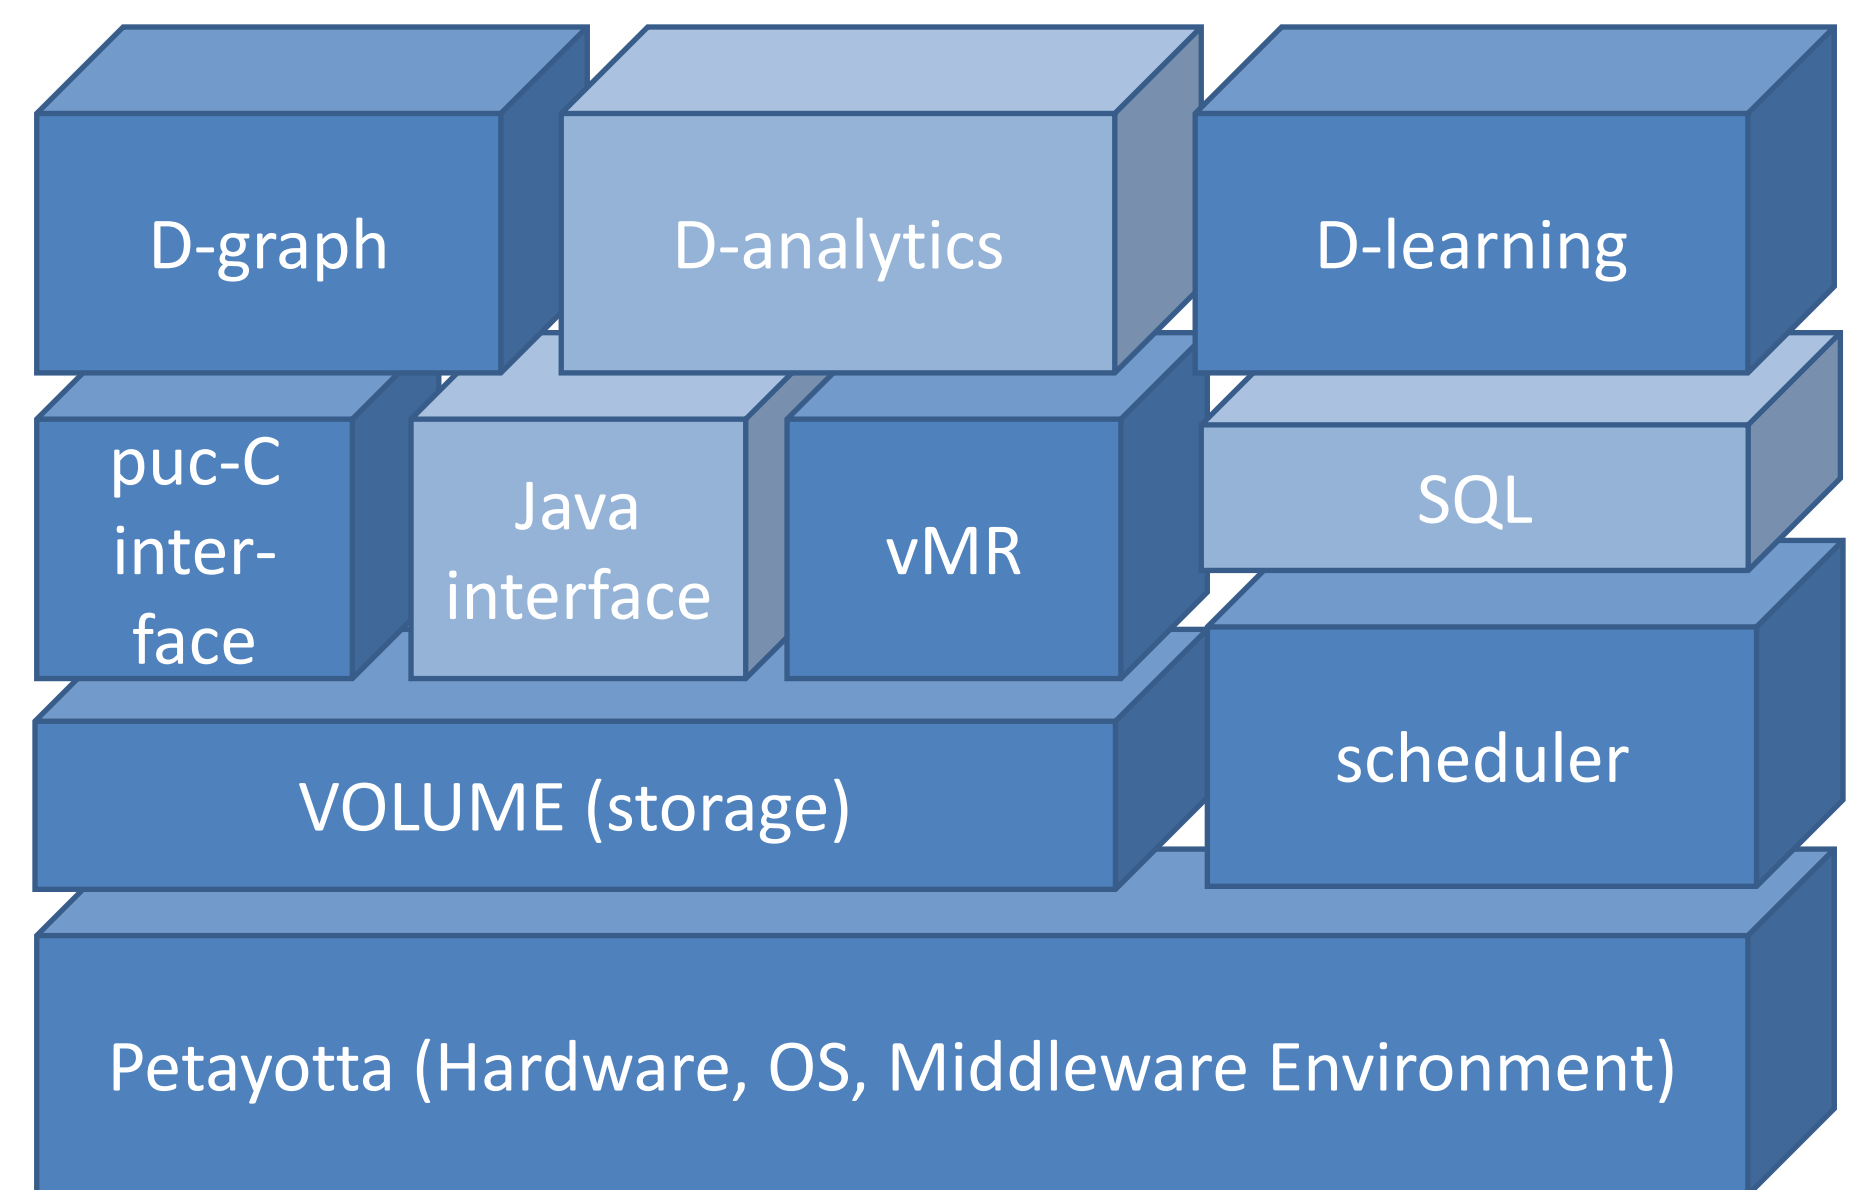 D-graph
D-analytics
D-learning
puc-C
inter-
face
Java
interface
vMR
SQL
scheduler
VOLUME (storage)
Petayotta (Hardware, OS, Middleware Environment)